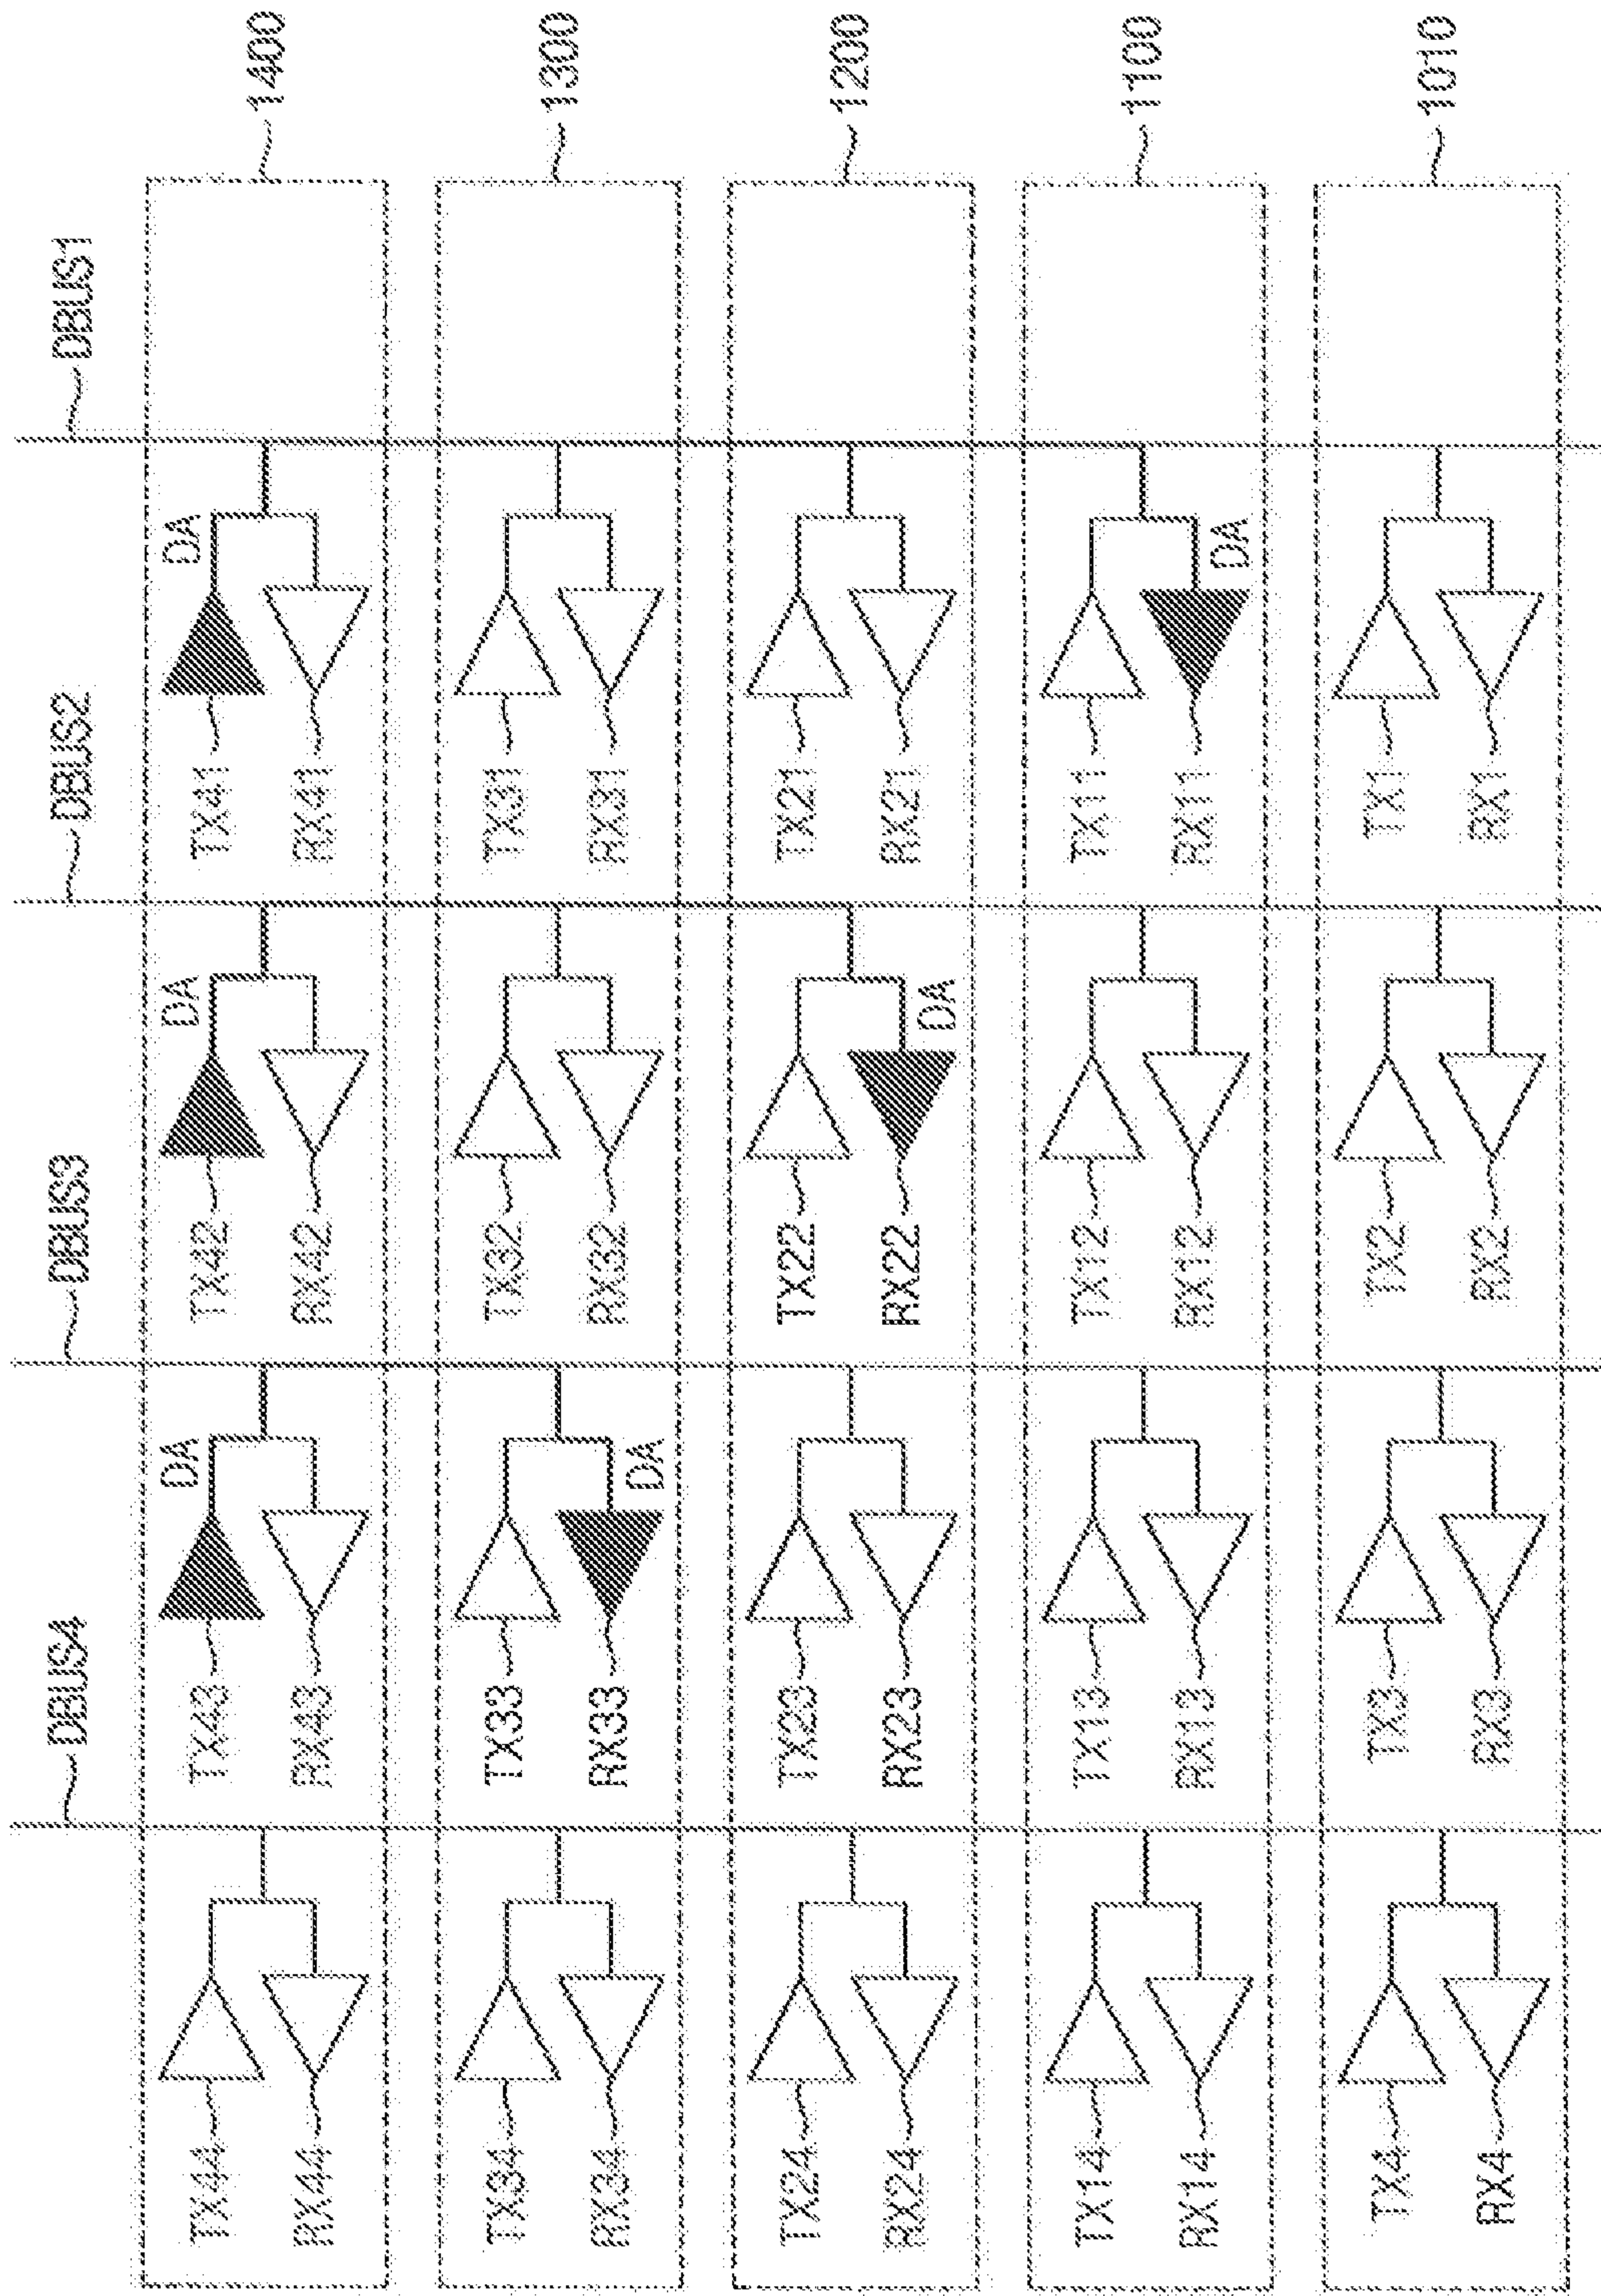 DBUS4
DBUS3
DBUS2
DBUS1
TX44
RX44
TX43
DA
RX43
TX42
DA
RX42
TX41
DA
RX41
1400
TX34
RX34
TX33
RX33
DA
TX32
RX32
TX31
RX31
1300
TX24
RX24
TX23
RX23
TX22
RX22
DA
TX21
RX21
1200
TX14
RX14
TX13
RX13
TX12
RX12
TX11
RX11
DA
1100
TX4
RX4
TX3
RX3
TX2
RX2
TX1
RX1
1010